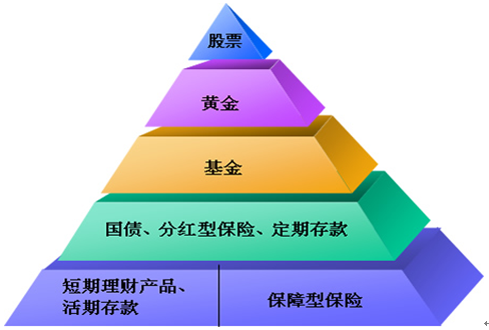 股票
黄金
基金
国债、分红型保险、定期存款
短期理财产品、
活期存款
保障型保险